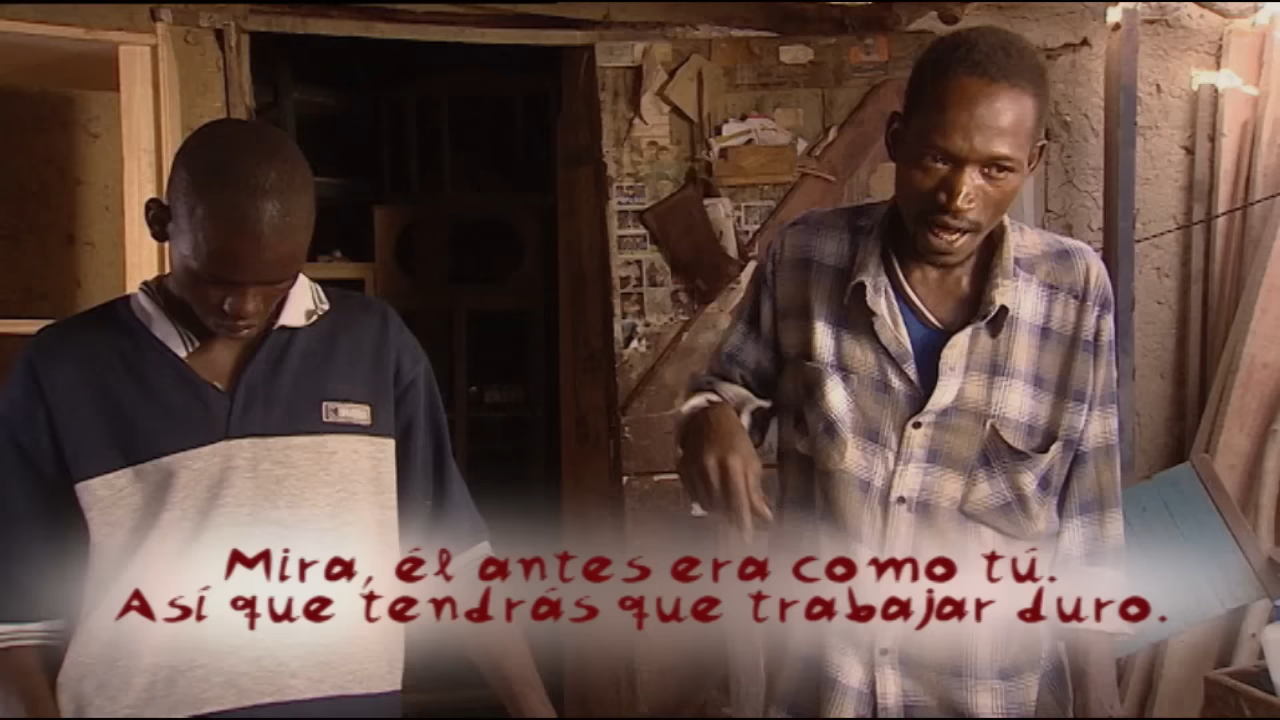 Mira, él antes era como tú.
Así que tendrás que trabajar duro.